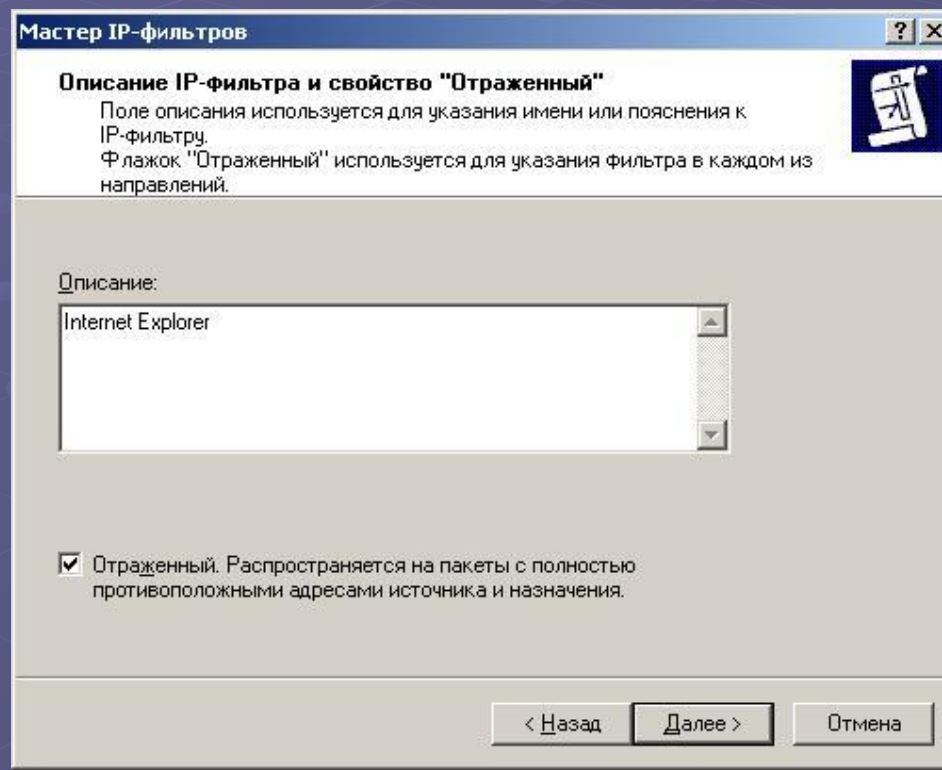 Мастер IP-фильтров
Описание IP-фильтра и свойство "Отраженный"
Поле описания используется для указания имени или пояснения к
IP-фильтру.
Флажок "Отраженный" используется для указания фильтра в каждом из
направлений.
Описание:
Internet Explorer
Отраженный. Распространяется на пакеты с полностью
противоположными адресами источника и назначения.
< Назад
Далее >
Отмена